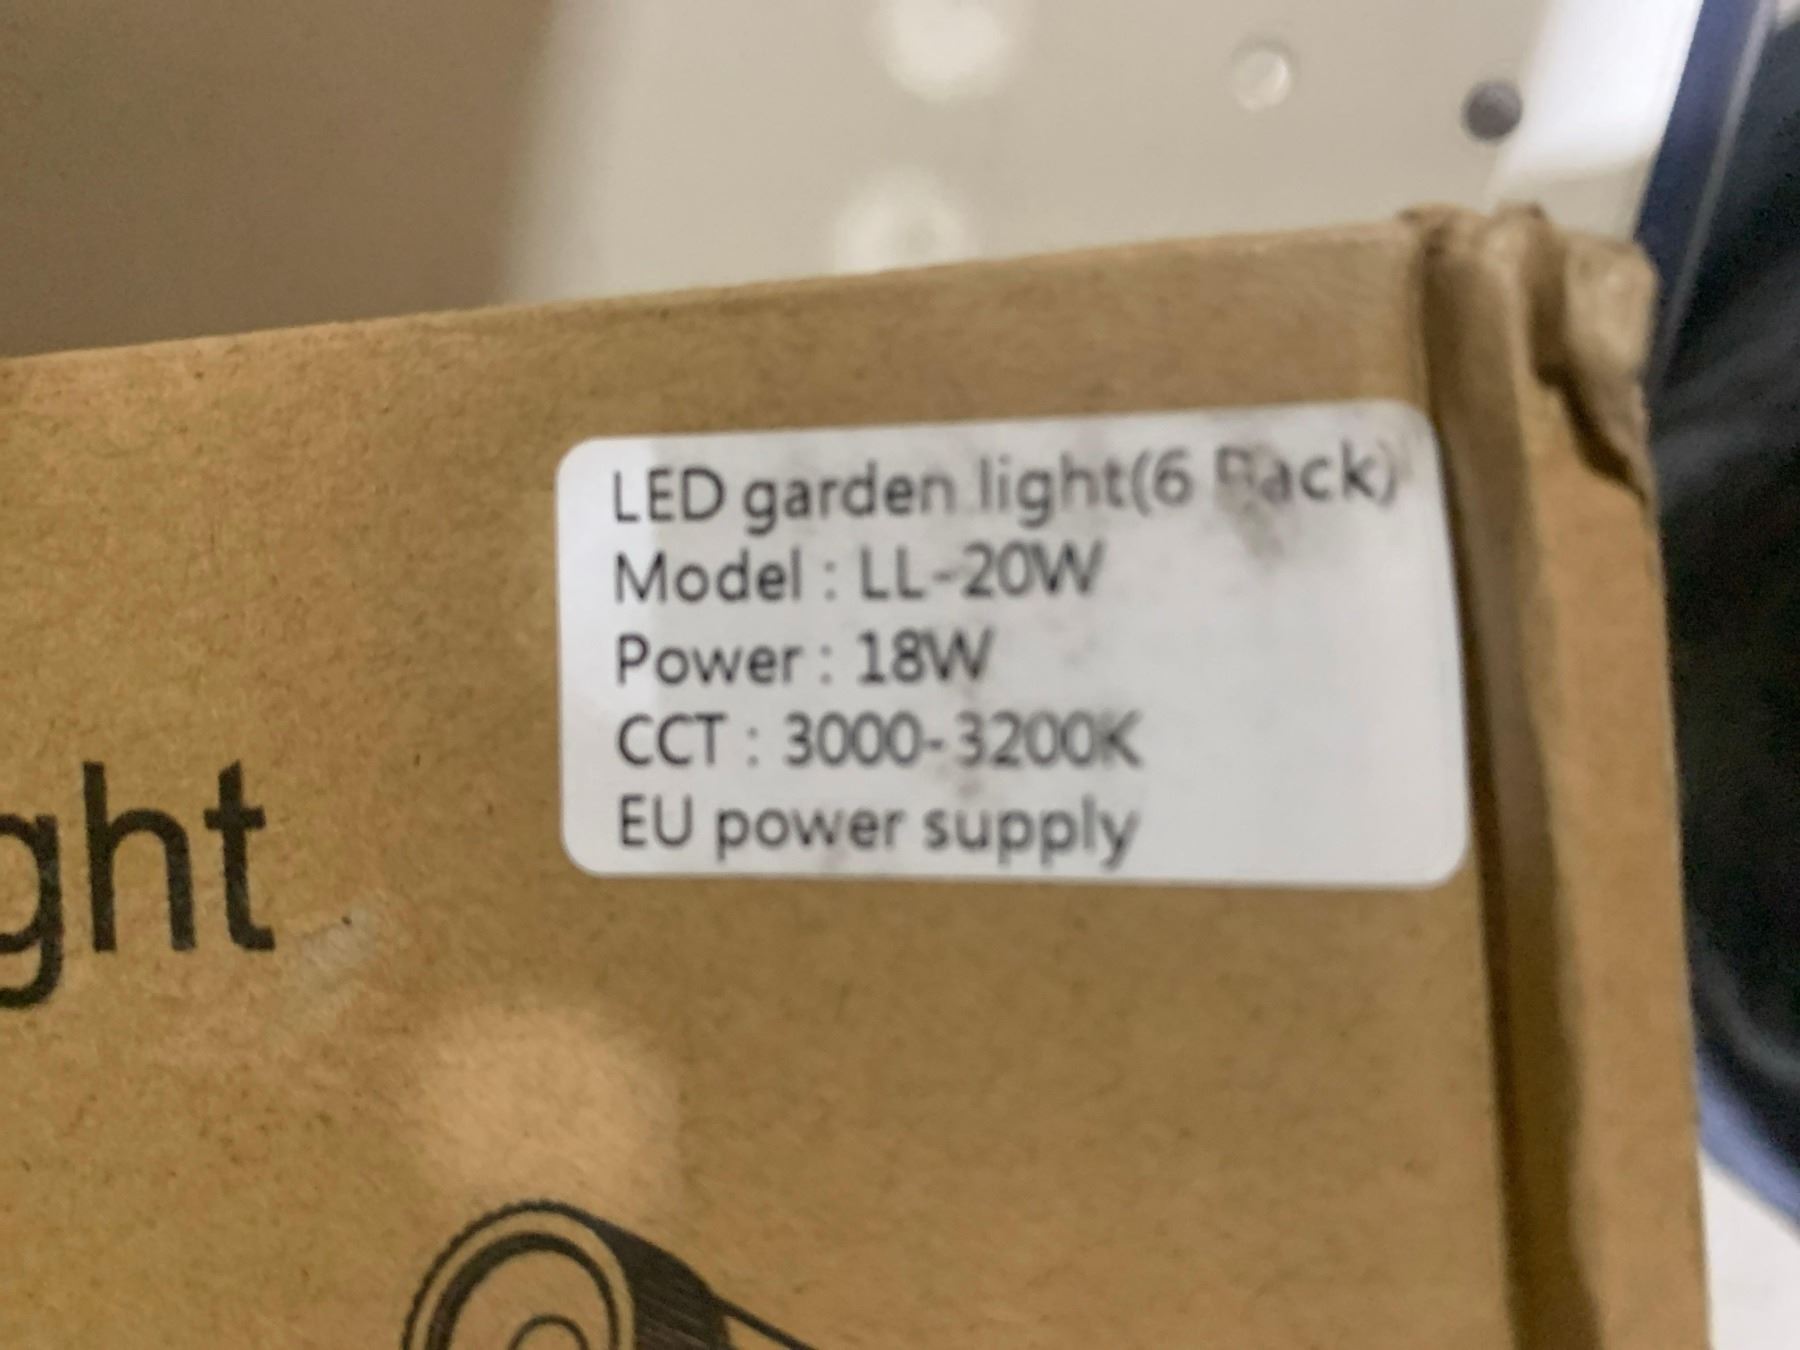 LED garden light(6 Pack)
Model : LL-20W
Power : 18W
CCT : 3000-3200K
EU power supply
ght